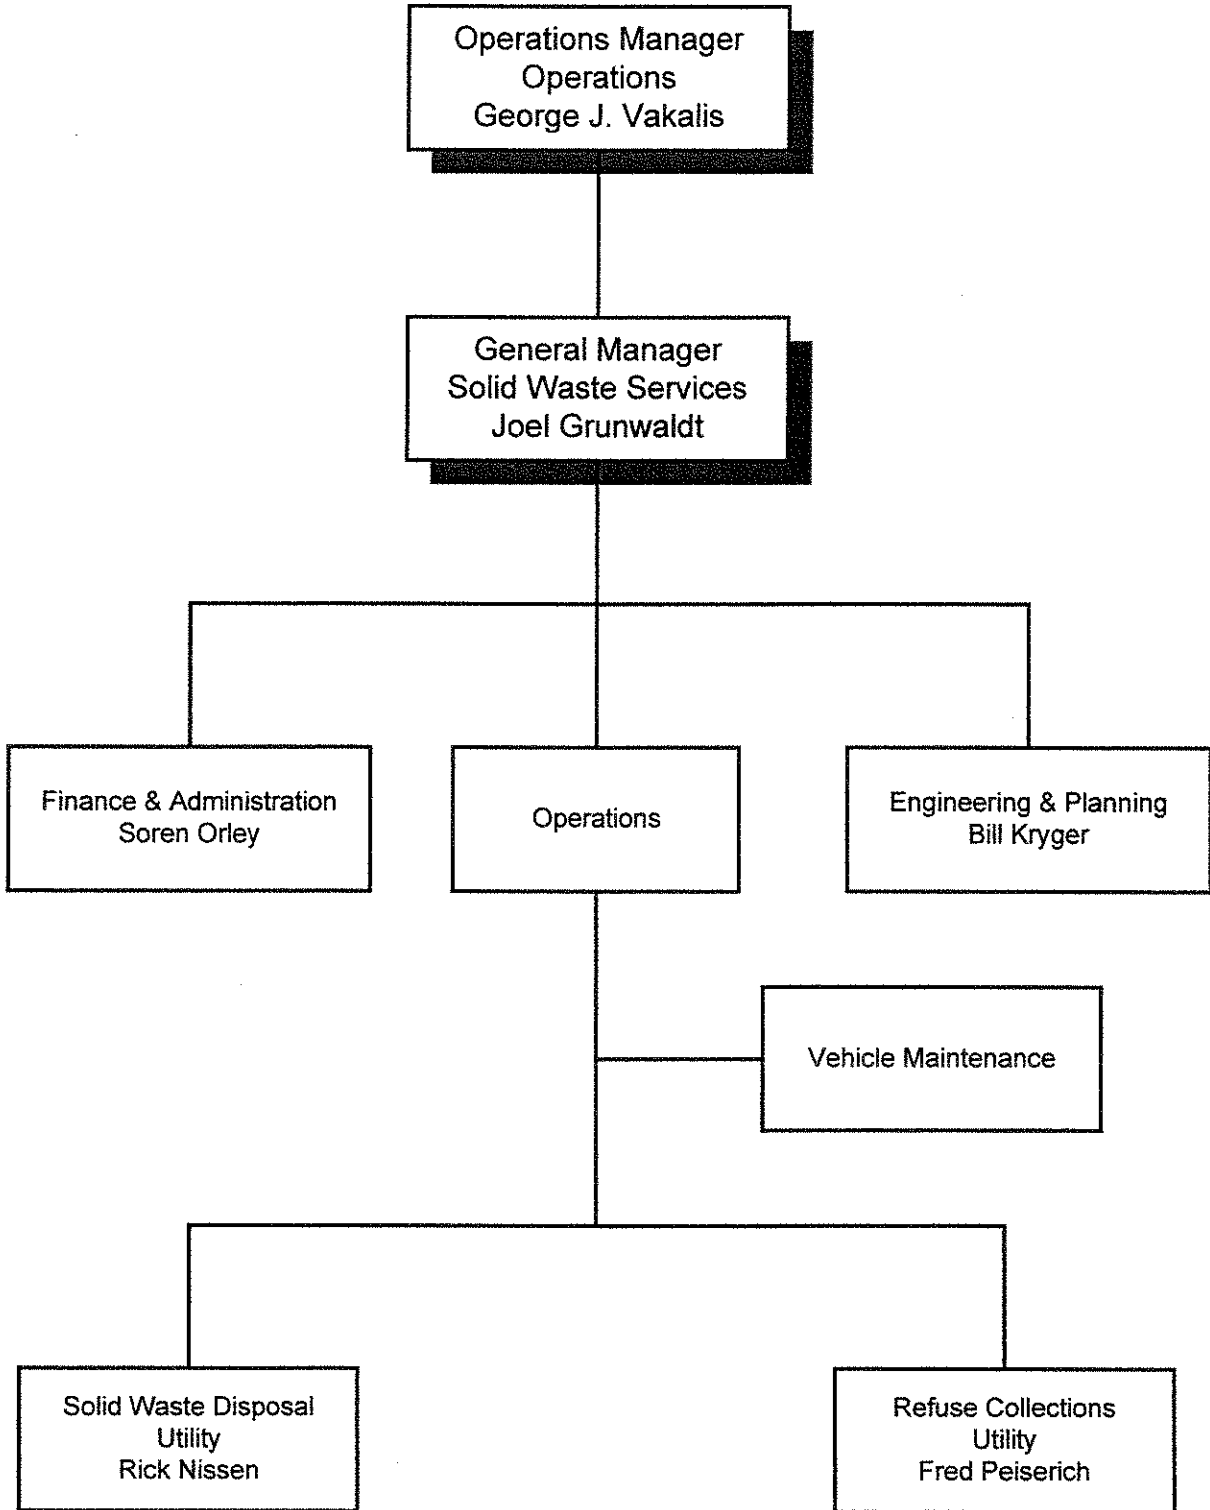 Operations Manager
Operations
George J. Vakalis
General Manager
Solid Waste Services
Joel Grunwaldt
Finance & Administration
Soren Orley
Operations
Engineering & Planning
Bill Kryger
Vehicle Maintenance
Solid Waste Disposal
Utility
Rick Nissen
Refuse Collections
Utility
Fred Peiserich